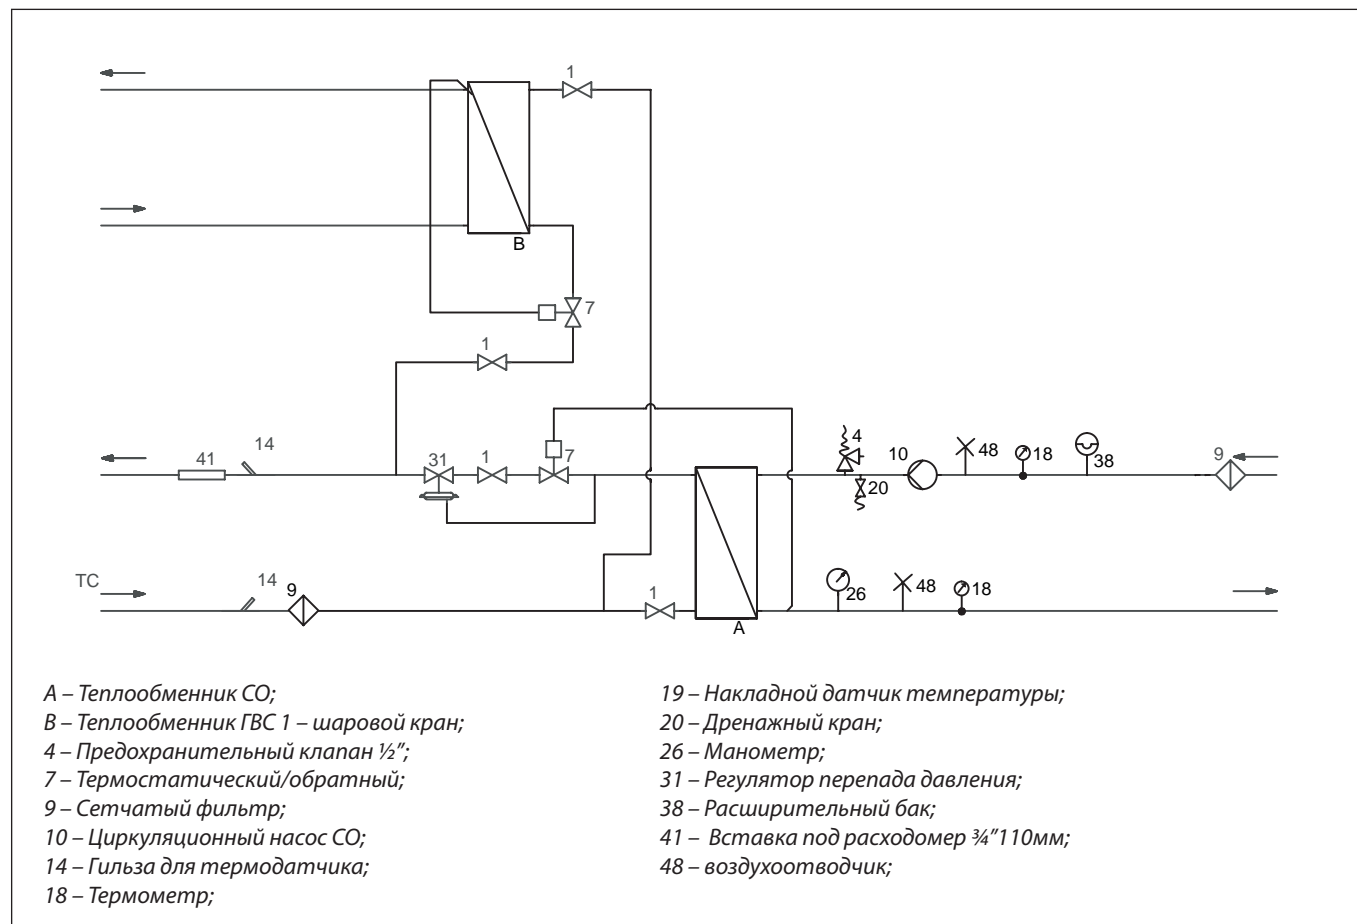 1
B
7
1
14
41
31
1
7
4
10
48
18
38
9
20
TC
14
9
1
26
48
18
A
A – Теплообменник СО;
B – Теплообменник ГВС 1 – шаровой кран;
4 – Предохранительный клапан ½”;
7 – Термостатический/обратный;
9 – Сетчатый фильтр;
10 – Циркуляционный насос СО;
14 – Гильза для термодатчика;
18 – Термометр;
19 – Накладной датчик температуры;
20 – Дренажный кран;
26 – Манометр;
31 – Регулятор перепада давления;
38 – Расширительный бак;
41 – Вставка под расходомер ¾”110мм;
48 – воздухоотводчик;